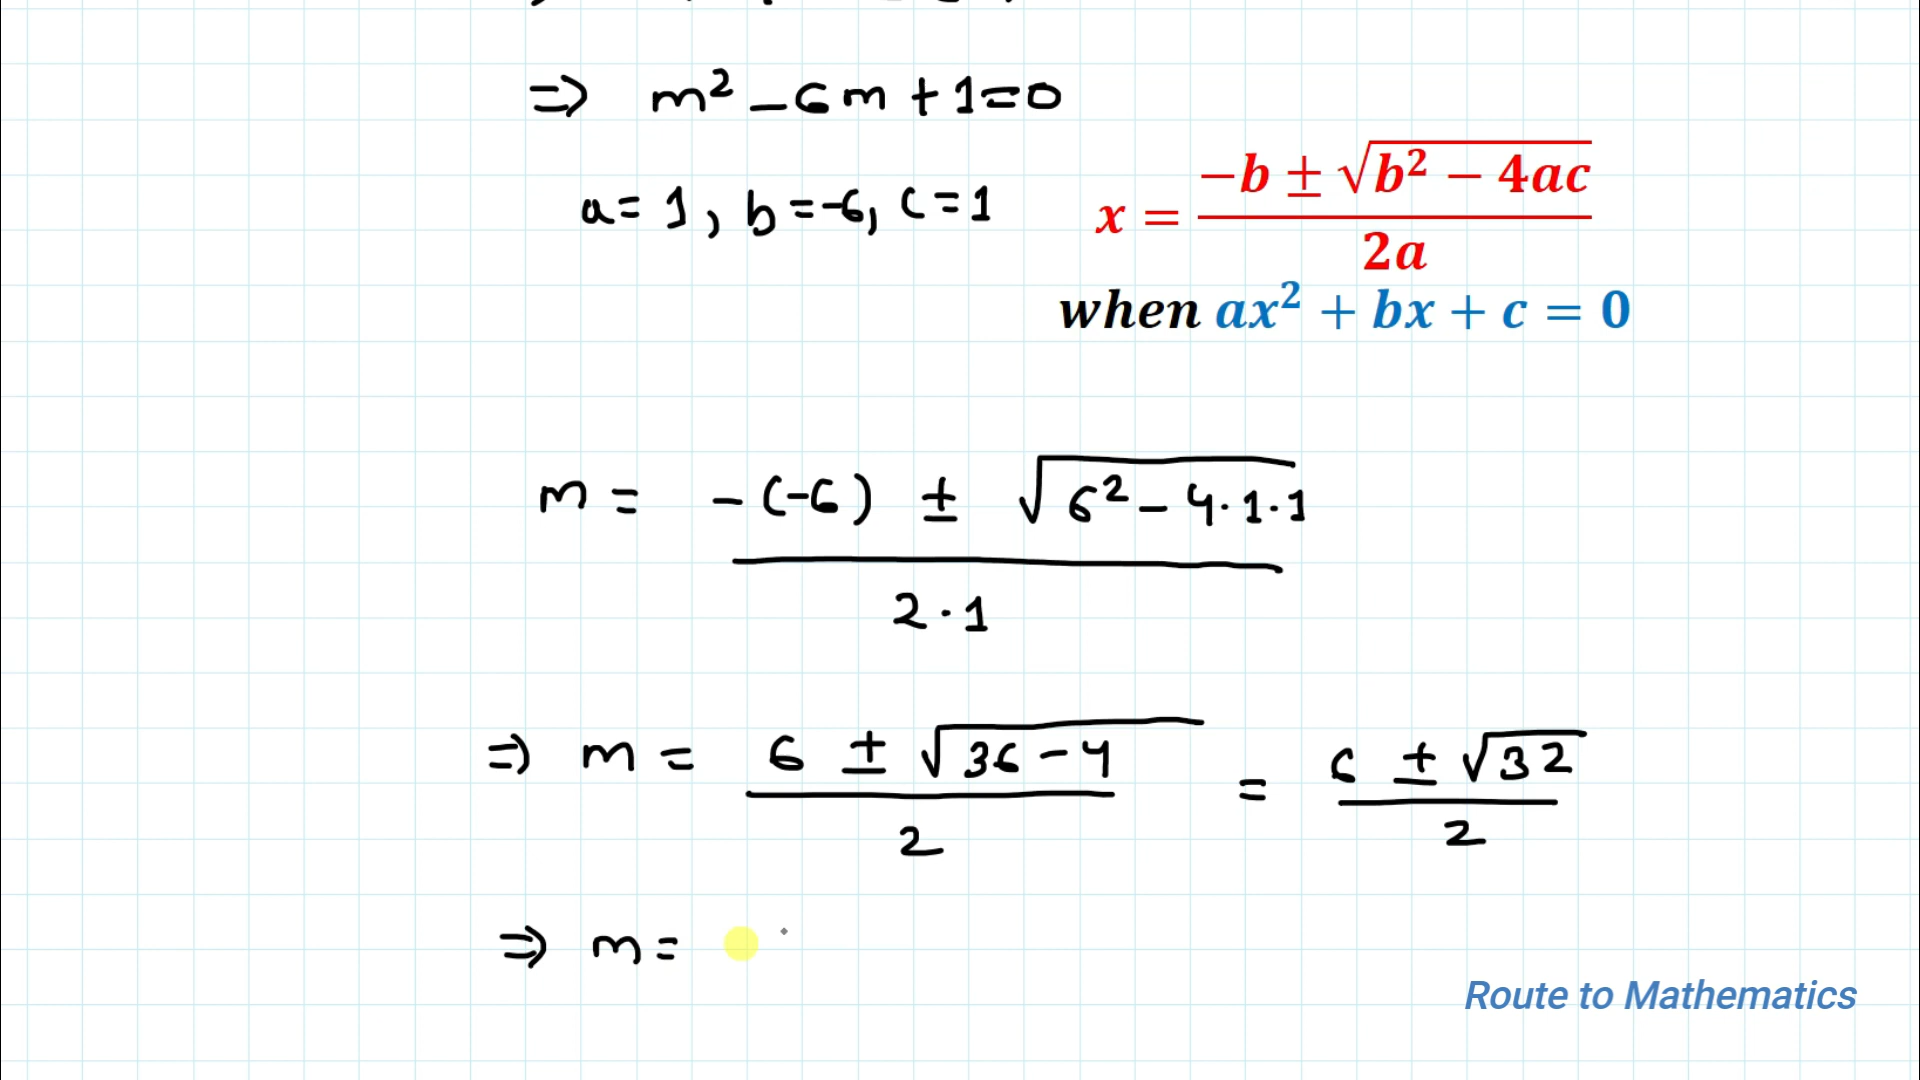 => m² - 6m + 1 = 0
a = 1, b = -6, c = 1
x = (-b ± √(b² - 4ac)) / 2a
when ax² + bx + c = 0
m = (-(-6) ± √(6² - 4·1·1)) / (2·1)
=> m = (6 ± √(36 - 4)) / 2 = (6 ± √32) / 2
=> m =
Route to Mathematics